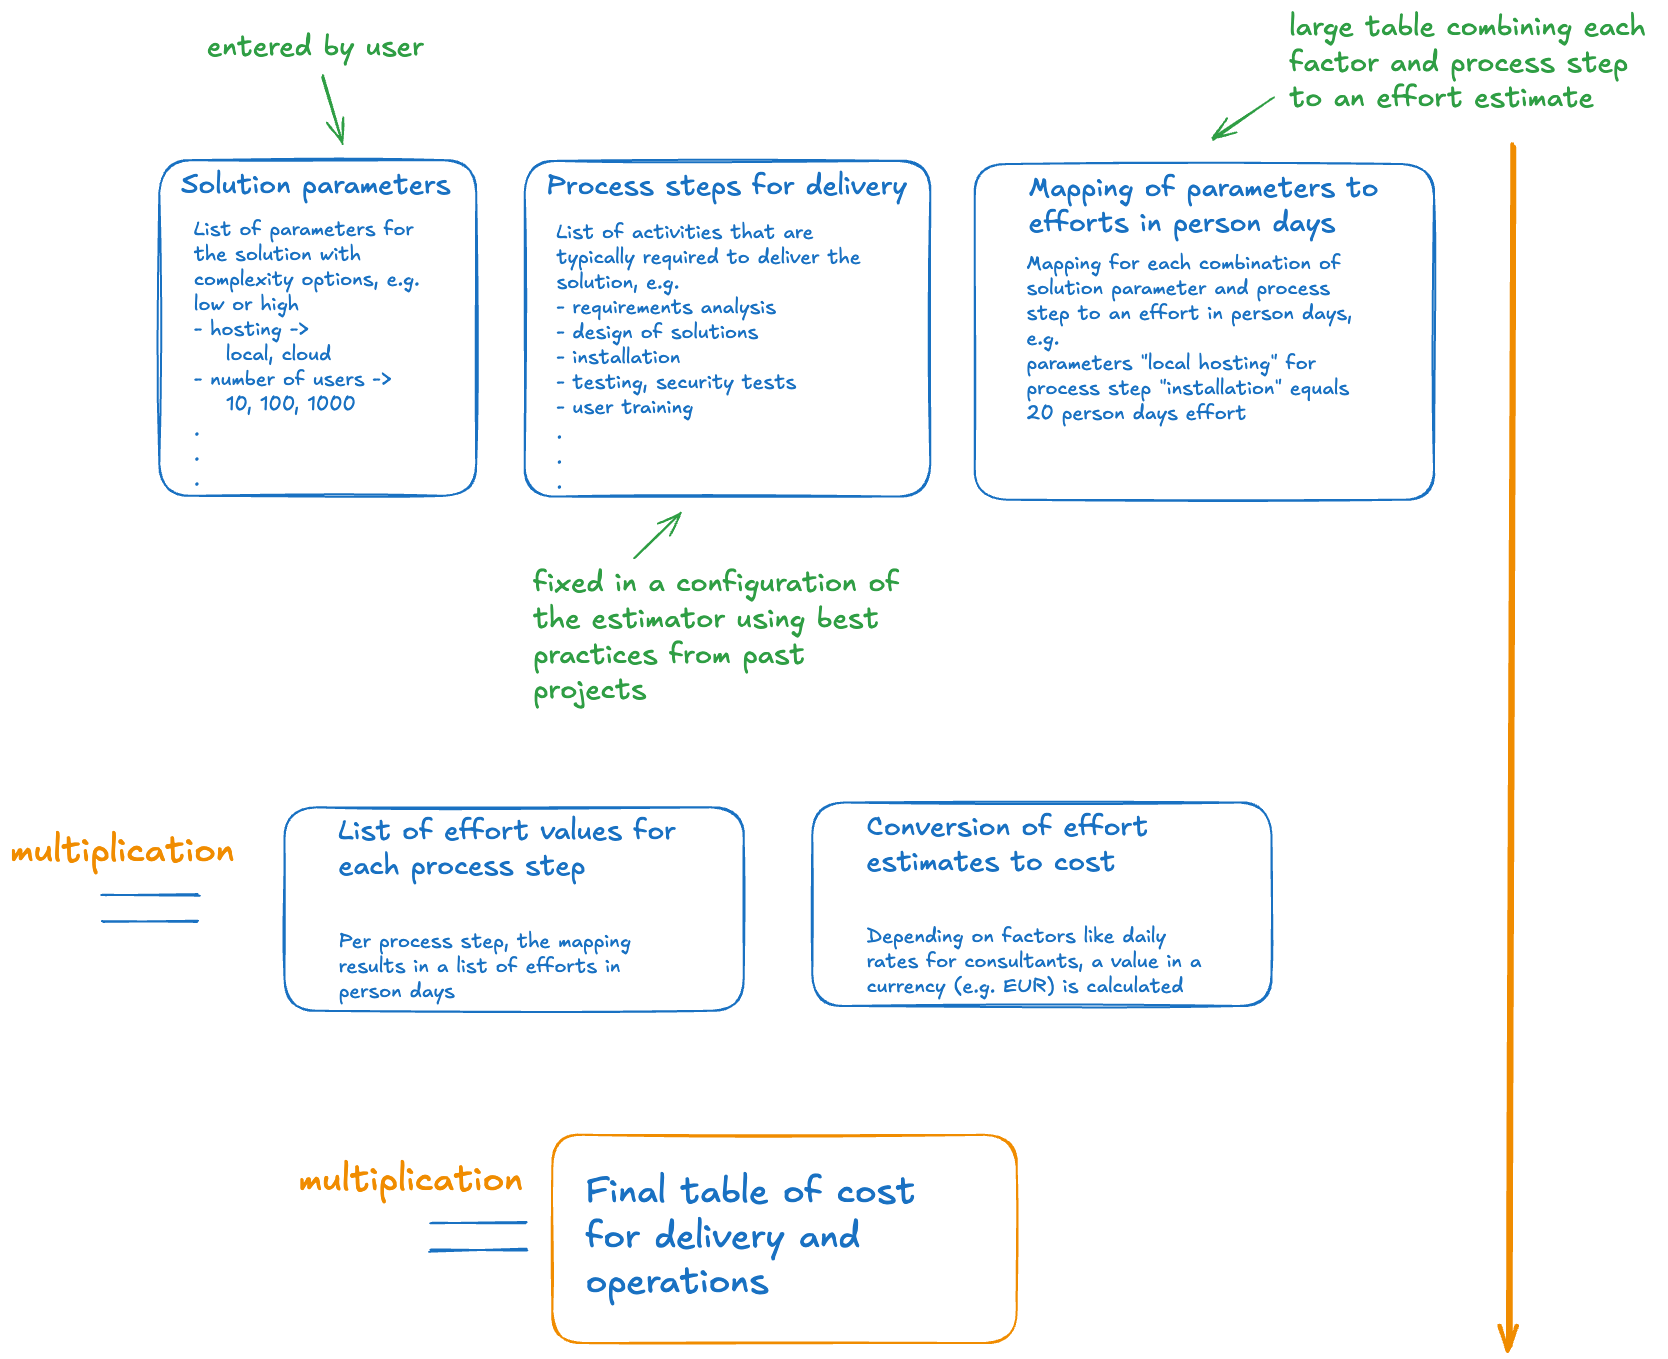 entered by user
large table combining each
factor and process step
to an effort estimate
Solution parameters
List of parameters for
the solution with
complexity options, e.g.
low or high
- hosting ->
local, cloud
- number of users ->
10, 100, 1000
.
.
.
Process steps for delivery
List of activities that are
typically required to deliver the
solution, e.g.
- requirements analysis
- design of solutions
- installation
- testing, security tests
- user training
.
.
.
Mapping of parameters to
efforts in person days
Mapping for each combination of
solution parameter and process
step to an effort in person days,
e.g.
parameters "local hosting" for
process step "installation" equals
20 person days effort
fixed in a configuration of
the estimator using best
practices from past
projects
multiplication
List of effort values for
each process step
Per process step, the mapping
results in a list of efforts in
person days
Conversion of effort
estimates to cost
Depending on factors like daily
rates for consultants, a value in a
currency (e.g. EUR) is calculated
multiplication
Final table of cost
for delivery and
operations